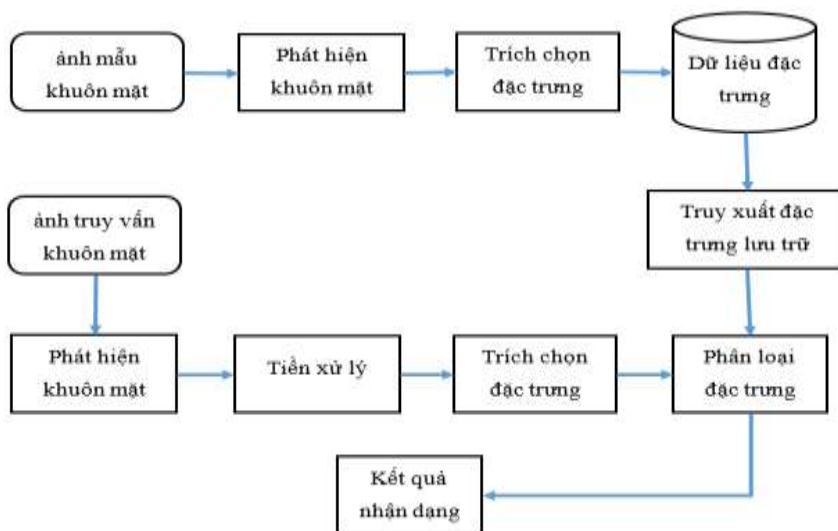 ảnh mẫu
khuôn mặt
Phát hiện
khuôn mặt
Trích chọn
đặc trưng
Dữ liệu đặc
trưng
ảnh truy vấn
khuôn mặt
Truy xuất đặc
trưng lưu trữ
Phát hiện
khuôn mặt
Tiền xử lý
Trích chọn
đặc trưng
Phân loại
đặc trưng
Kết quả
nhận dạng